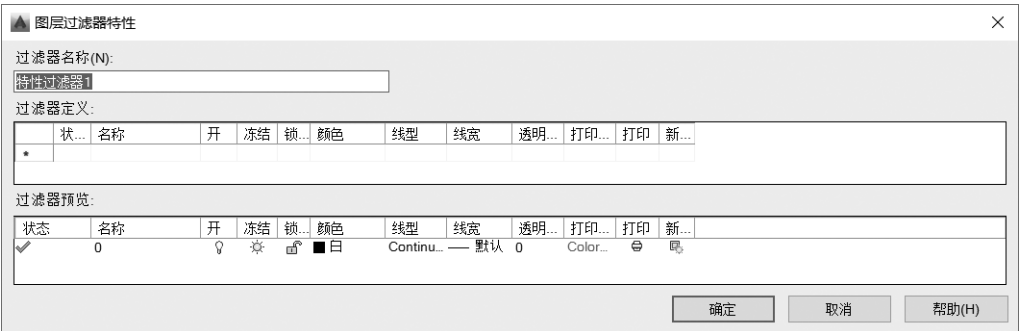 图层过滤器特性
过滤器名称(N):
特性过滤器1
过滤器定义:
状... 名称 开 冻结 锁... 颜色 线型 线宽 透明... 打印... 打印 新...
*
过滤器预览:
状态 名称 开 冻结 锁... 颜色 线型 线宽 透明... 打印... 打印 新...
0 白 Continu... 默认 0 Color...
确定 取消 帮助(H)